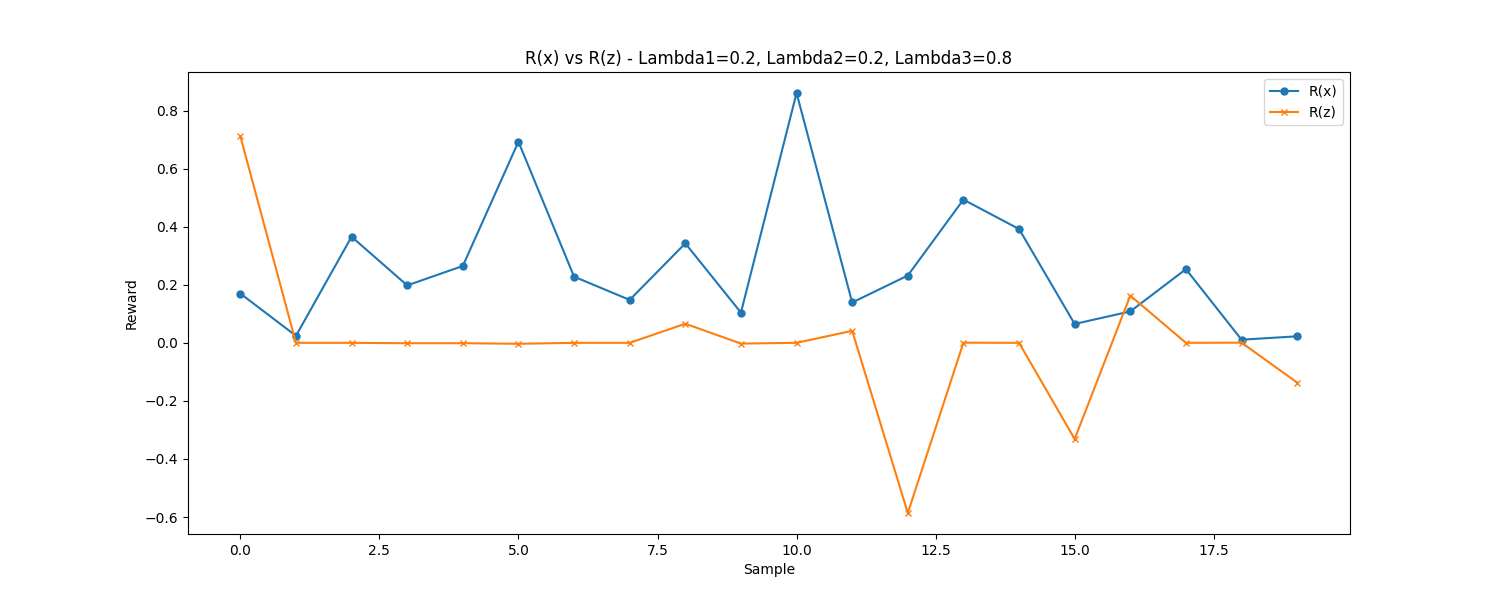 R(x) vs R(z) - Lambda1=0.2, Lambda2=0.2, Lambda3=0.8
R(x)
R(z)
Reward
0.8
0.6
0.4
0.2
0.0
−0.2
−0.4
−0.6
0.0 2.5 5.0 7.5 10.0 12.5 15.0 17.5
Sample